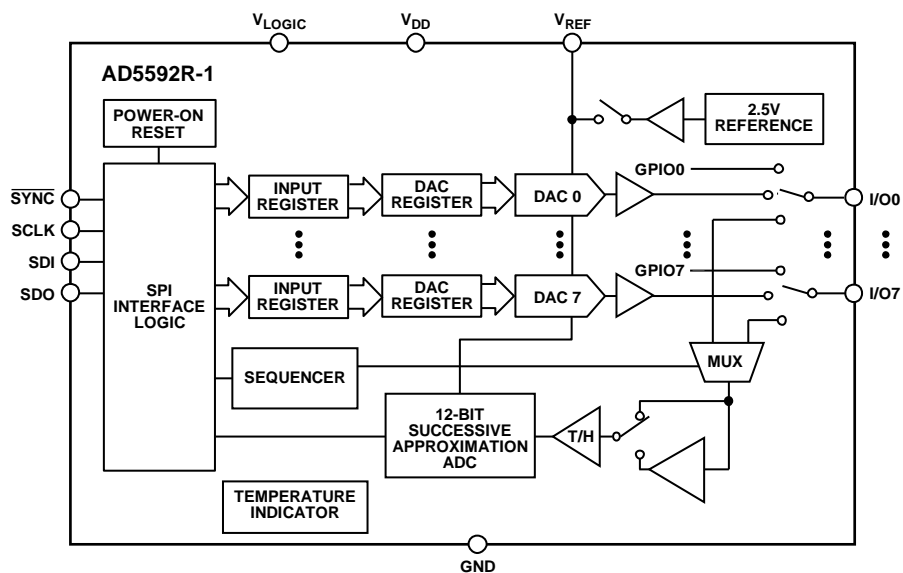 VLOGIC
VDD
VREF
AD5592R-1
POWER-ON
RESET
2.5V
REFERENCE
GPIO0
SYNC
SCLK
SDI
SDO
SPI
INTERFACE
LOGIC
INPUT
REGISTER
DAC
REGISTER
DAC 0
I/O0
GPIO7
INPUT
REGISTER
DAC
REGISTER
DAC 7
I/O7
MUX
SEQUENCER
12-BIT
SUCCESSIVE
APPROXIMATION
ADC
T/H
TEMPERATURE
INDICATOR
GND